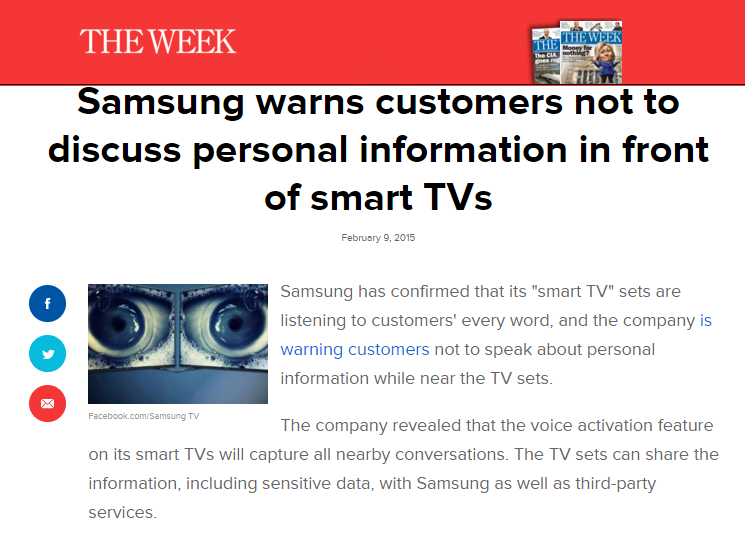 THE WEEK
THE
The CIA
goes rog
THE WEEK
Money for
nothing?
Samsung warns customers not to
discuss personal information in front
of smart TVs
February 9, 2015
f
Facebook.com/Samsung TV
Samsung has confirmed that its "smart TV" sets are
listening to customers' every word, and the company is
warning customers not to speak about personal
information while near the TV sets.
The company revealed that the voice activation feature
on its smart TVs will capture all nearby conversations. The TV sets can share the
information, including sensitive data, with Samsung as well as third-party
services.